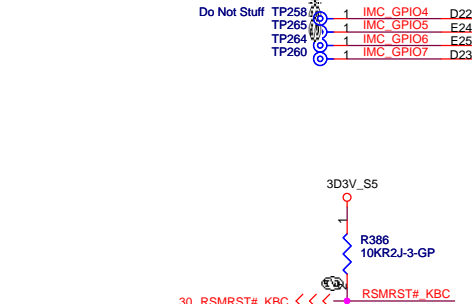 Do Not Stuff TP258 1 IMC_GPIO4 D22
TP265 1 IMC_GPIO5 E24
TP264 1 IMC_GPIO6 E25
TP260 1 IMC_GPIO7 D23
3D3V_S5
1
R386
10KR2J-3-GP
2
30 RSMRST#_KBC
RSMRST#_KBC